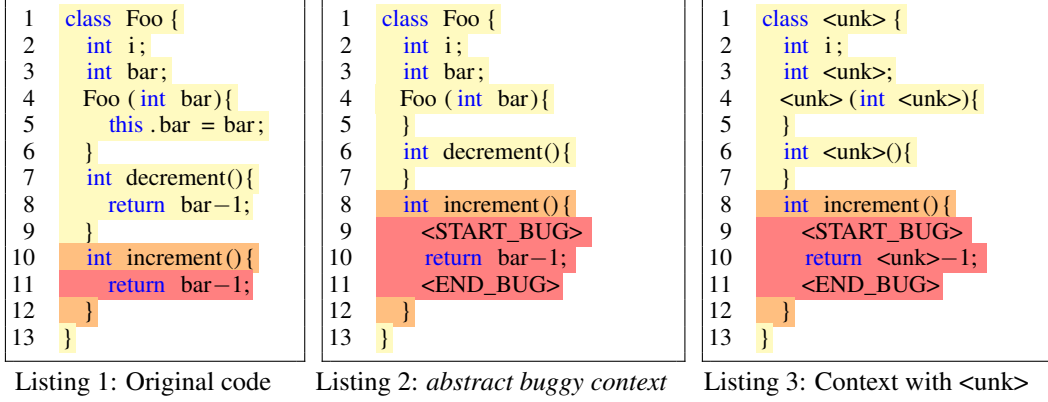 1 class Foo {
2 int i;
3 int bar;
4 Foo (int bar){
5 this.bar = bar;
6 }
7 int decrement(){
8 return bar−1;
9 }
10 int increment(){
11 return bar−1;
12 }
13 }
Listing 1: Original code
1 class Foo {
2 int i;
3 int bar;
4 Foo (int bar){
5 }
6 int decrement(){
7 }
8 int increment(){
9 <START_BUG>
10 return bar−1;
11 <END_BUG>
12 }
13 }
Listing 2: abstract buggy context
1 class <unk> {
2 int i;
3 int <unk>;
4 <unk> (int <unk>){
5 }
6 int <unk>(){
7 }
8 int increment(){
9 <START_BUG>
10 return <unk>−1;
11 <END_BUG>
12 }
13 }
Listing 3: Context with <unk>